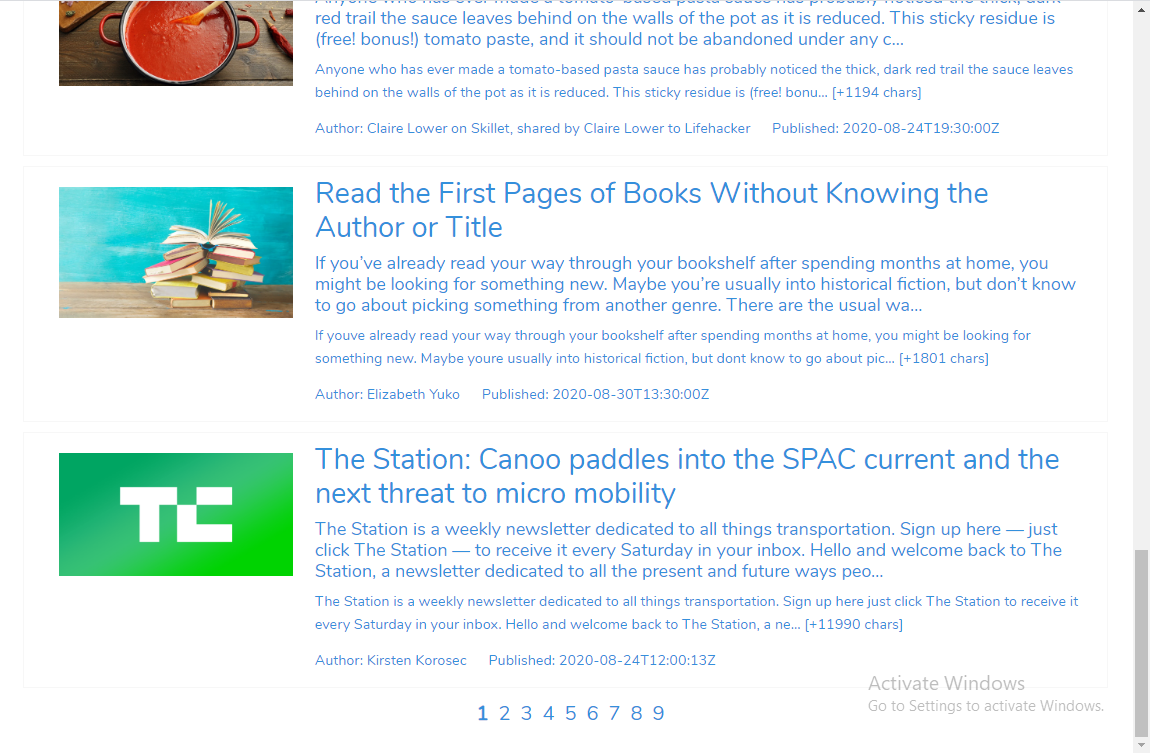 Anyone who has ever made a tomato-based pasta sauce has probably noticed the thick, dark
red trail the sauce leaves behind on the walls of the pot as it is reduced. This sticky residue is
(free! bonus!) tomato paste, and it should not be abandoned under any c...
Anyone who has ever made a tomato-based pasta sauce has probably noticed the thick, dark red trail the sauce leaves
behind on the walls of the pot as it is reduced. This sticky residue is (free! bonu... [+1194 chars]
Author: Claire Lower on Skillet, shared by Claire Lower to Lifehacker Published: 2020-08-24T19:30:00Z
Read the First Pages of Books Without Knowing the
Author or Title
If you’ve already read your way through your bookshelf after spending months at home, you
might be looking for something new. Maybe you’re usually into historical fiction, but don’t know
to go about picking something from another genre. There are the usual wa...
If youve already read your way through your bookshelf after spending months at home, you might be looking for
something new. Maybe youre usually into historical fiction, but dont know to go about pic... [+1801 chars]
Author: Elizabeth Yuko Published: 2020-08-30T13:30:00Z
TC
The Station: Canoo paddles into the SPAC current and the
next threat to micro mobility
The Station is a weekly newsletter dedicated to all things transportation. Sign up here — just
click The Station — to receive it every Saturday in your inbox. Hello and welcome back to The
Station, a newsletter dedicated to all the present and future ways peo...
The Station is a weekly newsletter dedicated to all things transportation. Sign up here just click The Station to receive it
every Saturday in your inbox. Hello and welcome back to The Station, a ne... [+11990 chars]
Author: Kirsten Korosec Published: 2020-08-24T12:00:13Z
Activate Windows
Go to Settings to activate Windows.
1 2 3 4 5 6 7 8 9